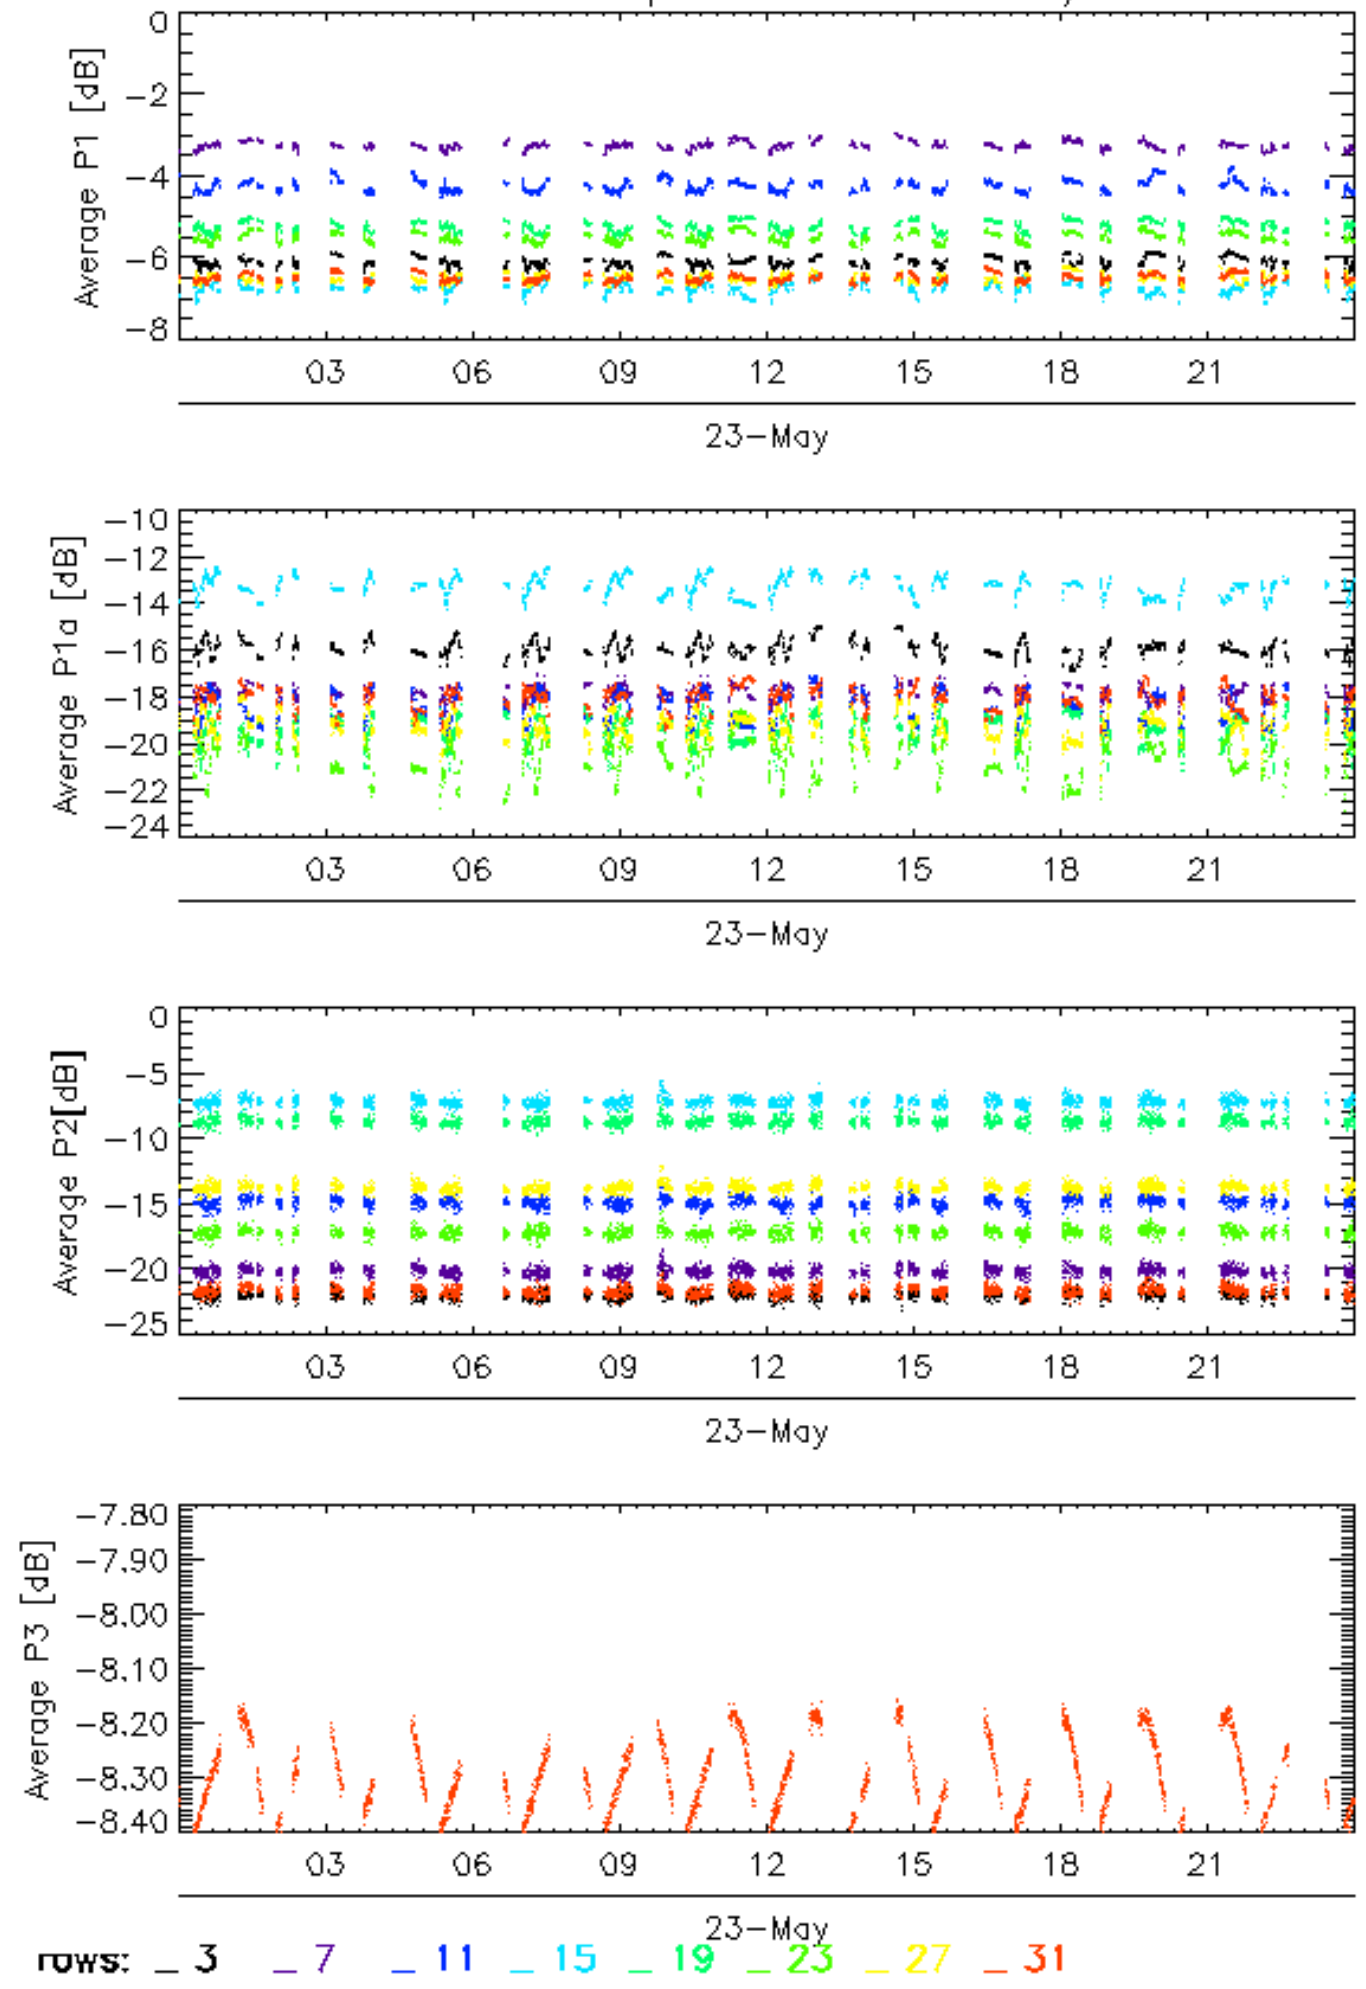 Average P1 [dB]
0
−2
−4
−6
−8
03 06 09 12 15 18 21
23−May
Average P1a [dB]
−10
−12
−14
−16
−18
−20
−22
−24
03 06 09 12 15 18 21
23−May
Average P2[dB]
0
−5
−10
−15
−20
−25
03 06 09 12 15 18 21
23−May
Average P3 [dB]
−7.80
−7.90
−8.00
−8.10
−8.20
−8.30
−8.40
03 06 09 12 15 18 21
23−May
rows: _ 3 _ 7 _ 11 _ 15 _ 19 _ 23 _ 27 _ 31